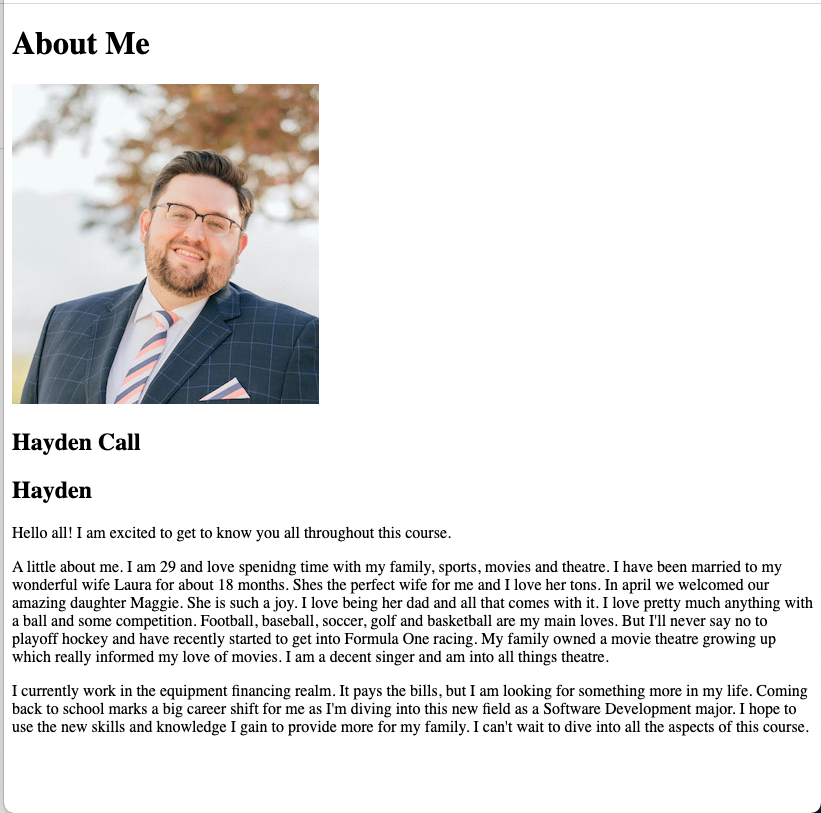 About Me
Hayden Call
Hayden
Hello all! I am excited to get to know you all throughout this course.
A little about me. I am 29 and love spenidng time with my family, sports, movies and theatre. I have been married to my
wonderful wife Laura for about 18 months. Shes the perfect wife for me and I love her tons. In april we welcomed our
amazing daughter Maggie. She is such a joy. I love being her dad and all that comes with it. I love pretty much anything with
a ball and some competition. Football, baseball, soccer, golf and basketball are my main loves. But I'll never say no to
playoff hockey and have recently started to get into Formula One racing. My family owned a movie theatre growing up
which really informed my love of movies. I am a decent singer and am into all things theatre.
I currently work in the equipment financing realm. It pays the bills, but I am looking for something more in my life. Coming
back to school marks a big career shift for me as I'm diving into this new field as a Software Development major. I hope to
use the new skills and knowledge I gain to provide more for my family. I can't wait to dive into all the aspects of this course.